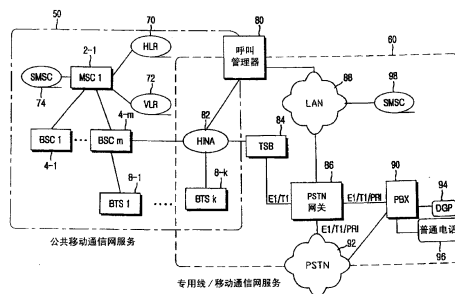 50
70
80
60
2-1
HLR
呼叫
管理器
MSC 1
88
98
SMSC
72
LAN
SMSC
74
VLR
82
84
4-m
BSC 1
BSC m
HINA
TSB
86
90
4-1
8-1
8-k
PSTN
网关
E1/T1/PRI
PBX
94
DGP
BTS 1
BTS k
E1/T1
普通电话
E1/T1/PRI
92
96
公共移动通信网服务
PSTN
专用线/移动通信网服务